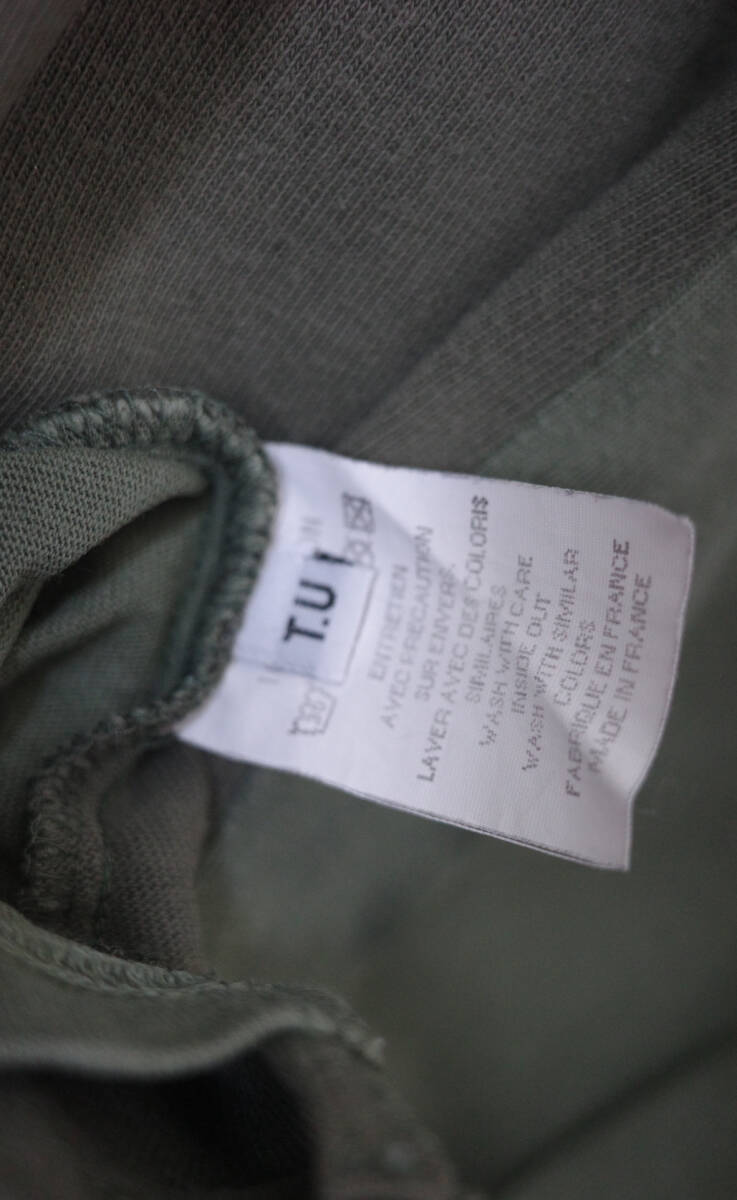 T.U
30°
ENTRETIEN
AVEC PRECAUTION
SUR ENVERS
LAVER AVEC DES COLORIS
SIMILAIRES
WASH WITH CARE
INSIDE OUT
WASH WITH SIMILAR
COLORS
FABRIQUE EN FRANCE
MADE IN FRANCE